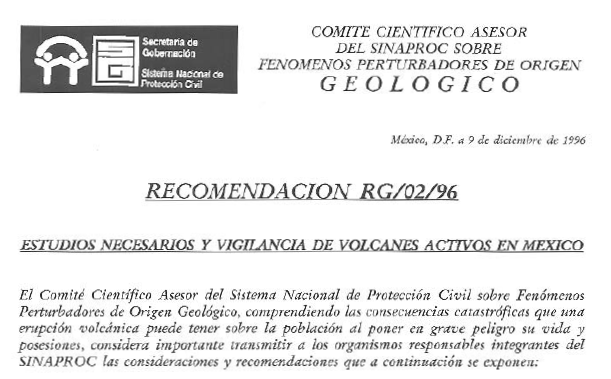 Secretaría de
Gobernación
Sistema Nacional de
Protección Civil
COMITE CIENTIFICO ASESOR
DEL SINAPROC SOBRE
FENOMENOS PERTURBADORES DE ORIGEN
GEOLOGICO
México, D.F. a 9 de diciembre de 1996
RECOMENDACION RG/02/96
ESTUDIOS NECESARIOS Y VIGILANCIA DE VOLCANES ACTIVOS EN MEXICO
El Comité Científico Asesor del Sistema Nacional de Protección Civil sobre Fenómenos
Perturbadores de Origen Geológico, comprendiendo las consecuencias catastróficas que una
erupción volcánica puede tener sobre la población al poner en grave peligro su vida y
posesiones, considera importante transmitir a los organismos responsables integrantes del
SINAPROC las consideraciones y recomendaciones que a continuación se exponen: